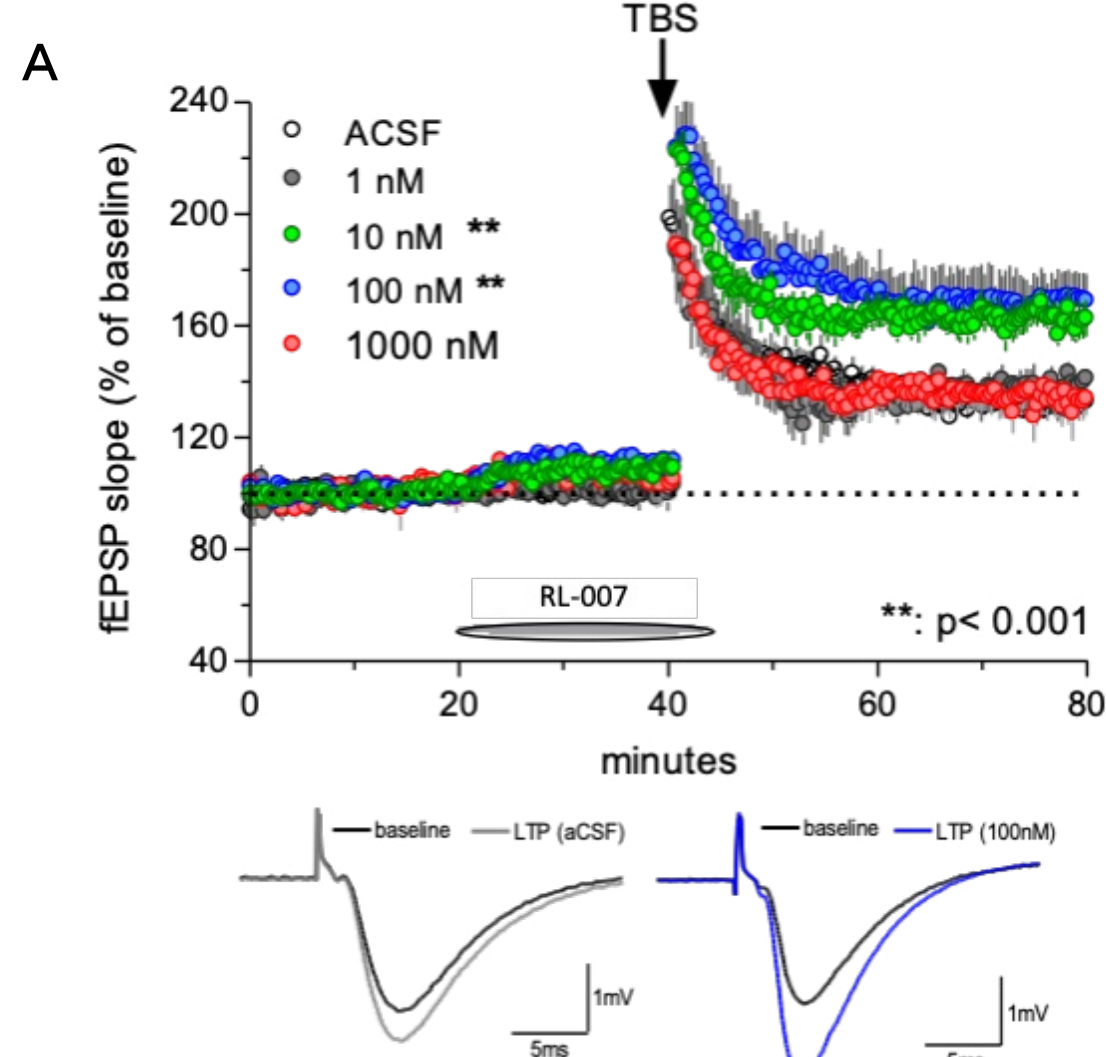 A
TBS
240
200
160
120
80
40
fEPSP slope (% of baseline)
ACSF
1 nM
10 nM **
100 nM **
1000 nM
RL-007
**: p< 0.001
0 20 40 60 80
minutes
baseline LTP (aCSF)
1mV
5ms
baseline LTP (100nM)
1mV
5ms